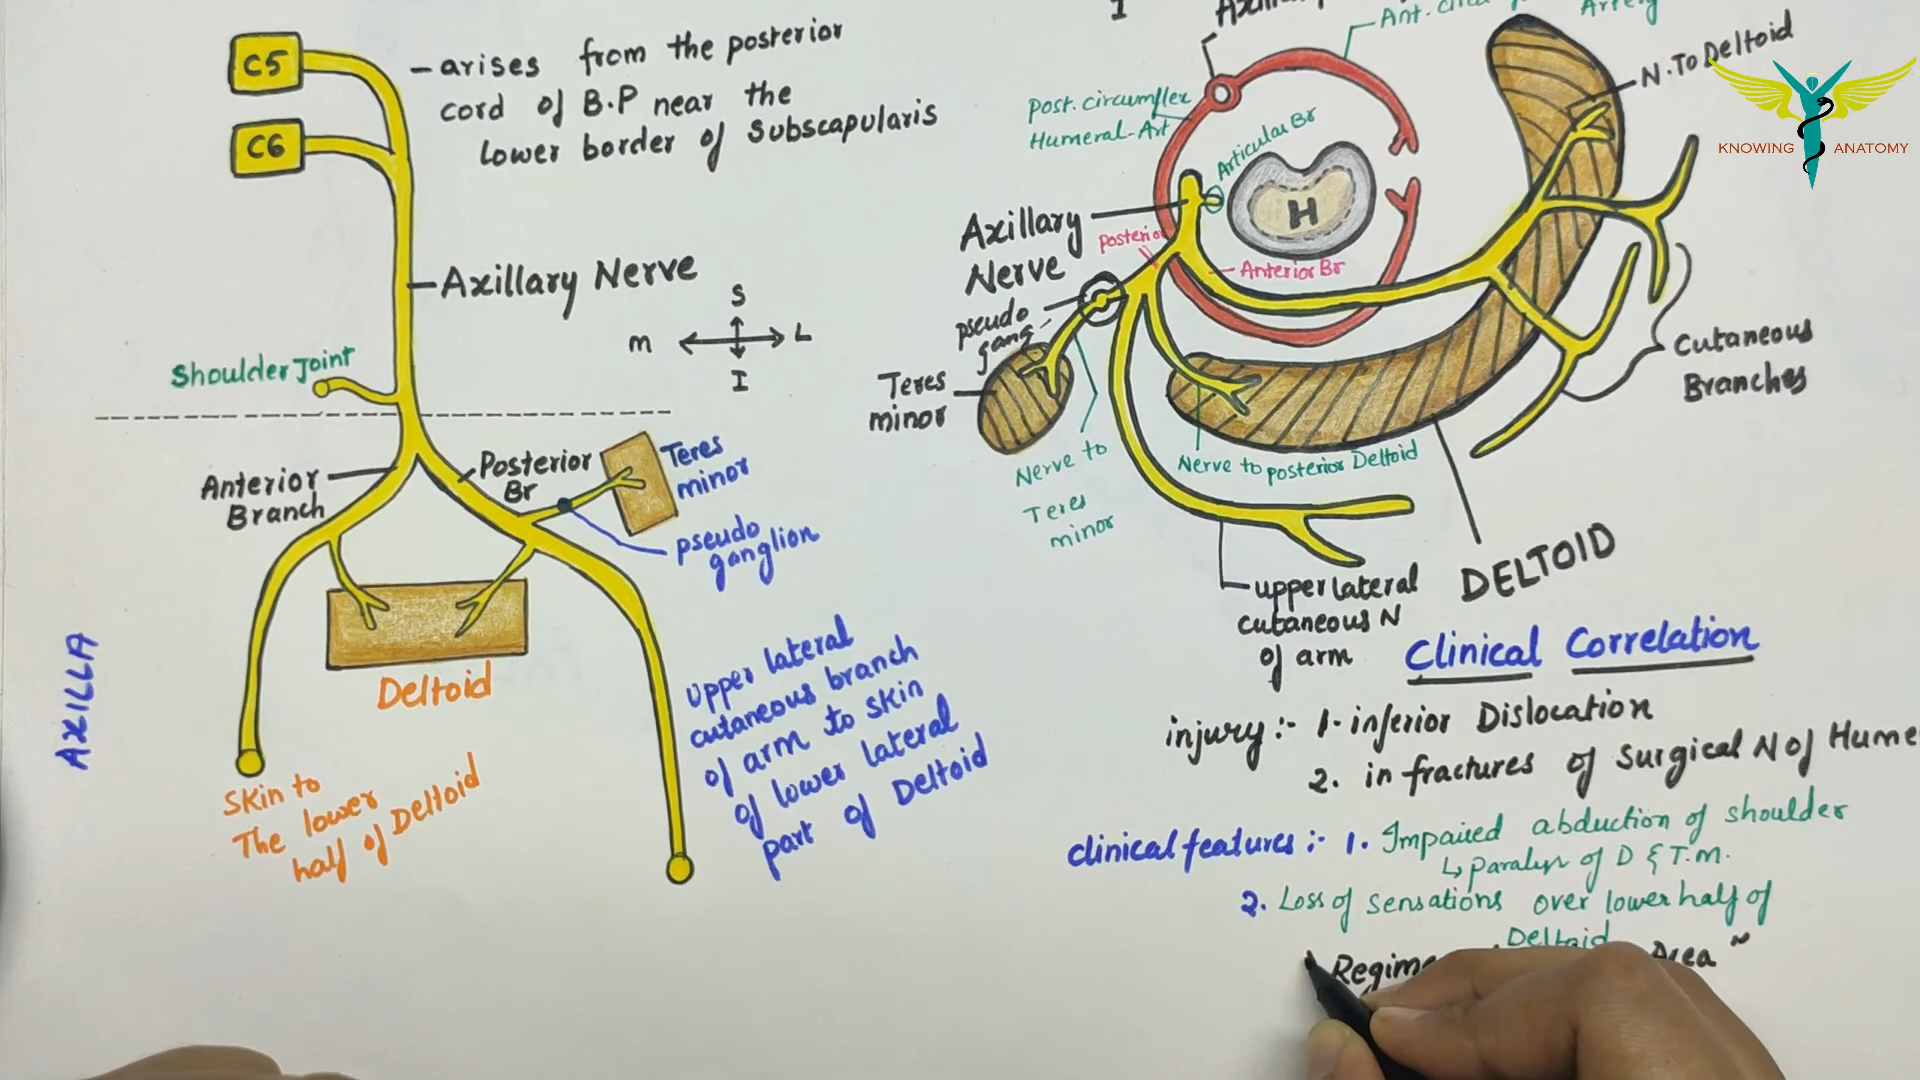 C5
C6
- arises from the posterior
cord of B.P near the
lower border of Subscapularis
Axillary Nerve
S
M L
I
Shoulder Joint
Anterior
Branch
Posterior
Br
Teres
minor
pseudo
ganglion
Deltoid
AXILLA
Skin to
The lower
half of Deltoid
Upper lateral
cutaneous branch
of arm to skin
of lower lateral
part of Deltoid
I
Post. circumflex
Humeral-Art
Articular Br
N. To Deltoid
KNOWING ANATOMY
H
Axillary
Nerve
Posterior
Anterior Br
pseudo
gang
Teres
minor
Cutaneous
Branches
Nerve to
Teres
minor
Nerve to posterior Deltoid
DELTOID
upper lateral
cutaneous N
of arm
Clinical Correlation
injury:- 1. inferior Dislocation
2. in fractures of Surgical N of Hume
clinical features:- 1. Impaired abduction of shoulder
↳ Paralys of D & T.M.
2. Loss of sensations over lower half of
Deltoid
Area"